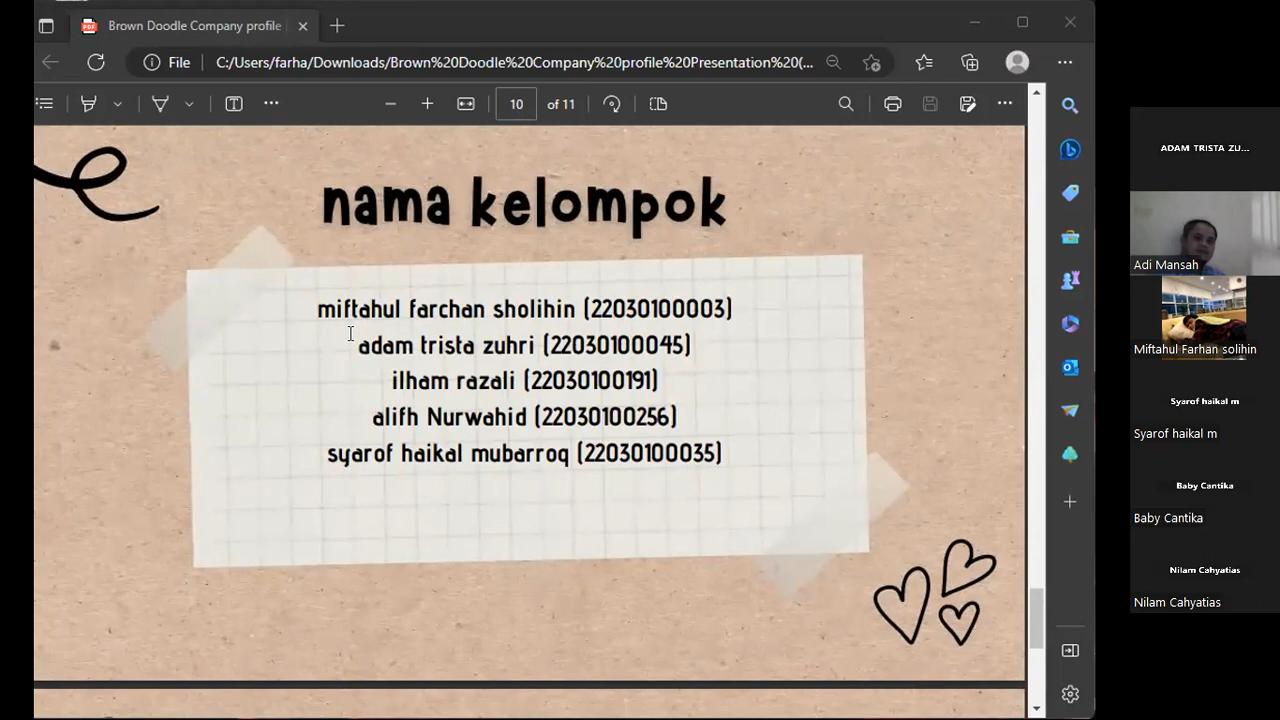 Brown Doodle Company profile
File
C:/Users/farha/Downloads/Brown%20Doodle%20Company%20profile%20Presentation%20(...
10 of 11
nama kelompok
miftahul farchan sholihin (22030100003)
adam trista zuhri (22030100045)
ilham razali (22030100191)
alifh Nurwahid (22030100256)
syarof haikal mubarroq (22030100035)
ADAM TRISTA ZU...
Adi Mansah
Miftahul Farhan solihin
Syarof haikal m
Syarof haikal m
Baby Cantika
Baby Cantika
Nilam Cahyatias
Nilam Cahyatias